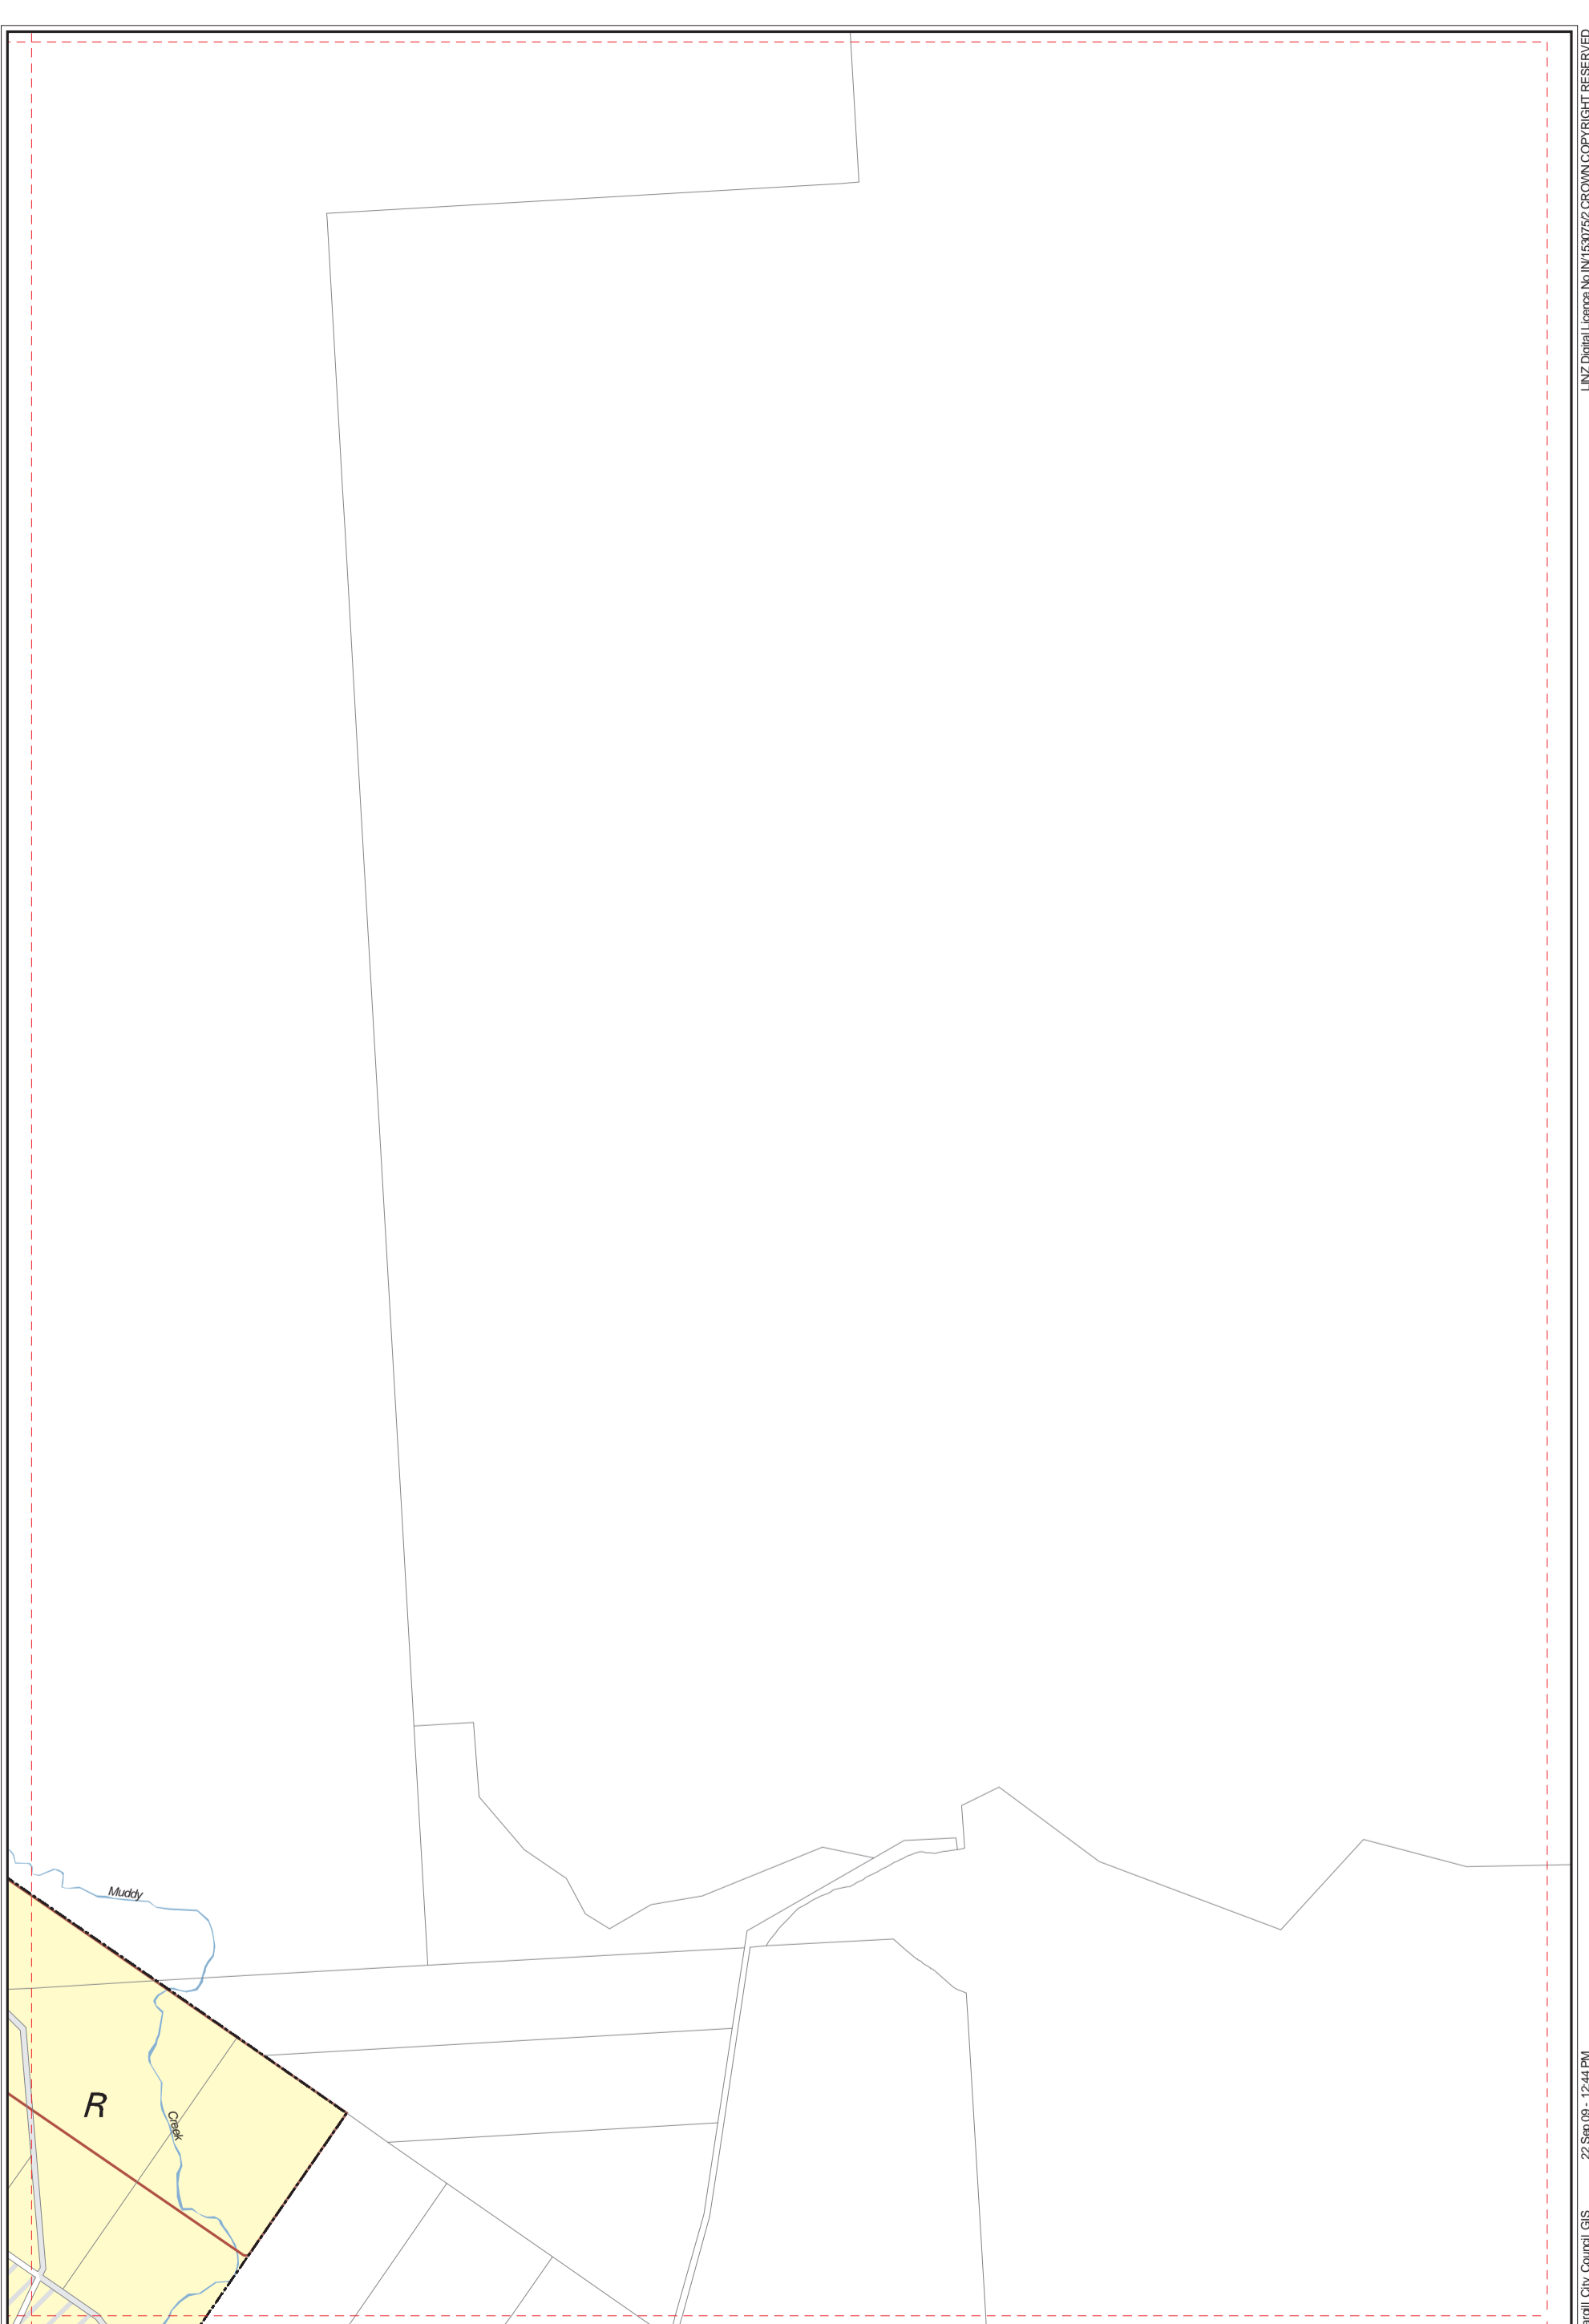 LINZ Digital Licence No IN/153075/2 CROWN COPYRIGHT RESERVED
Muddy
R
Creek
22 Sep 09 - 12:44 PM
City Council GIS